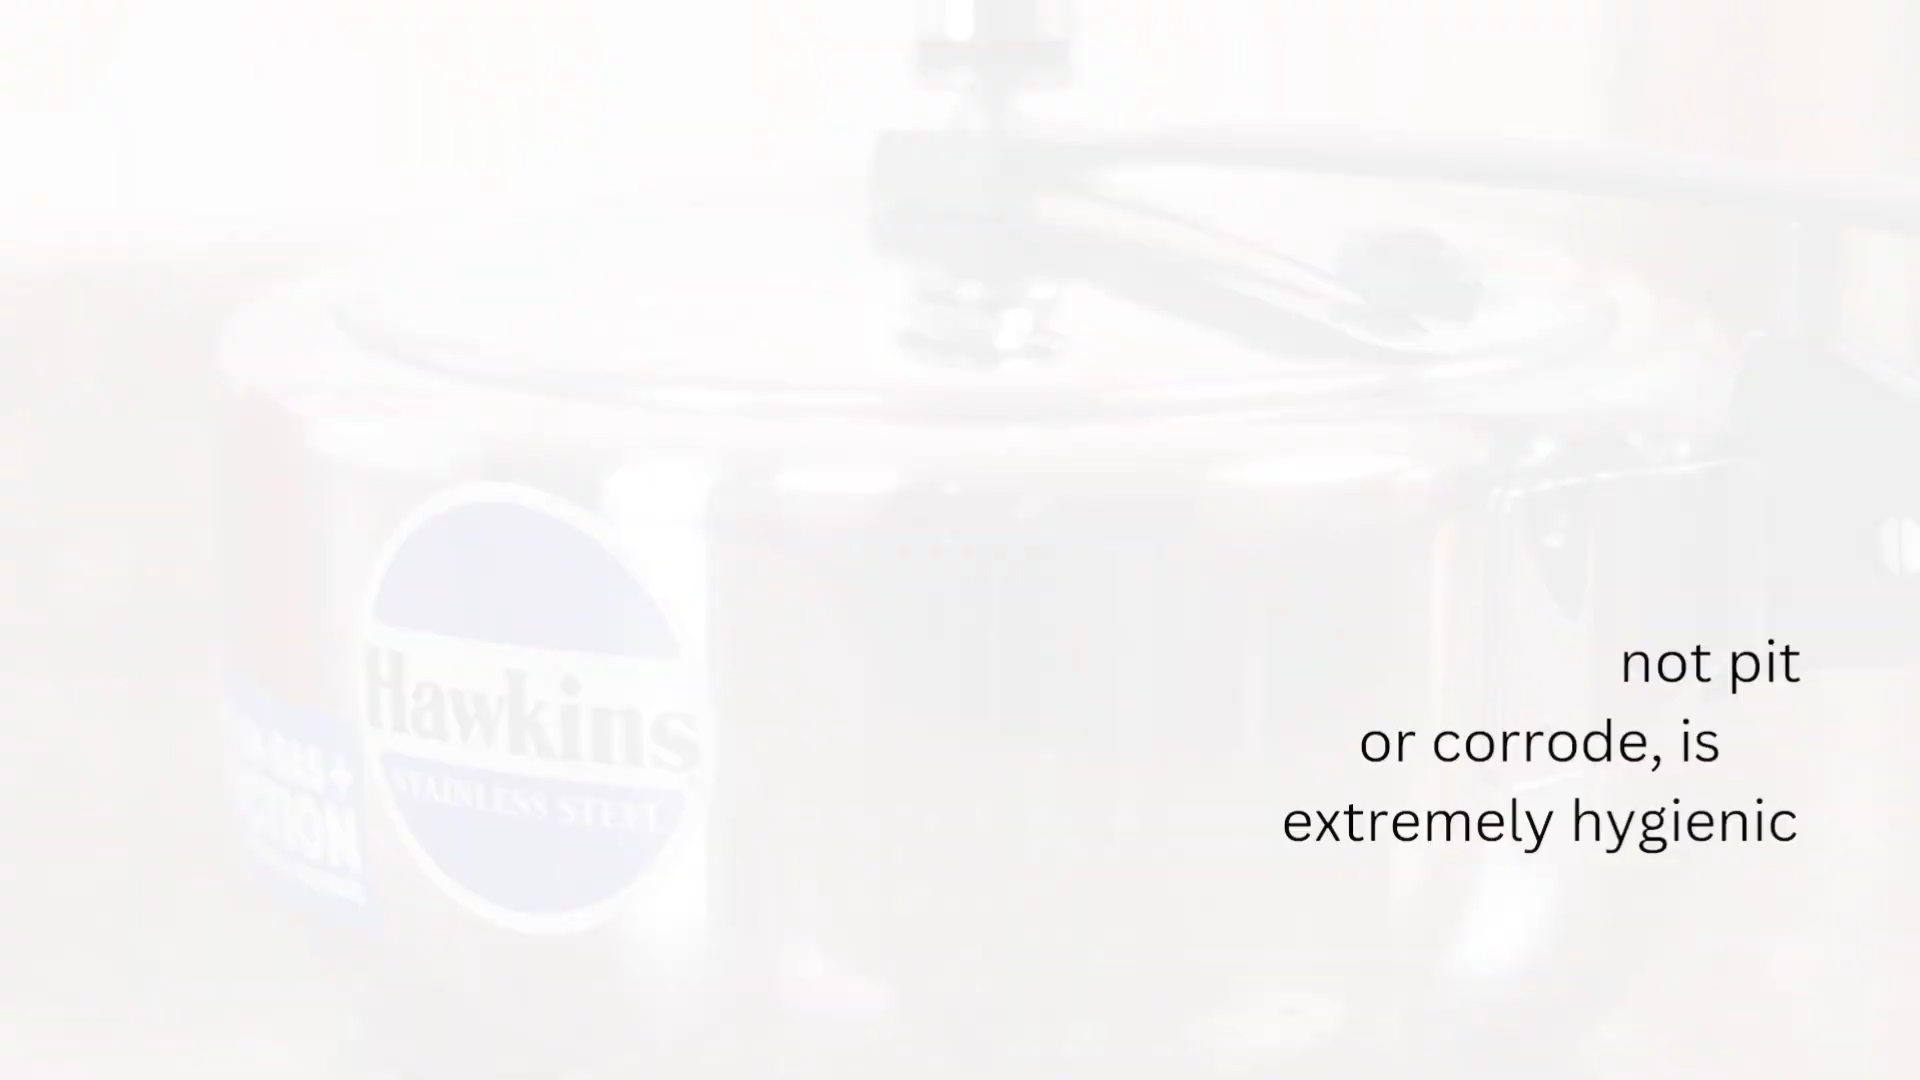 Hawkins
STAINLESS STEEL
not pit
or corrode, is
extremely hygienic